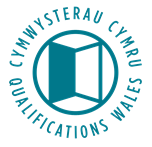 CYMWYSTERAU CYMRU
QUALIFICATIONS WALES